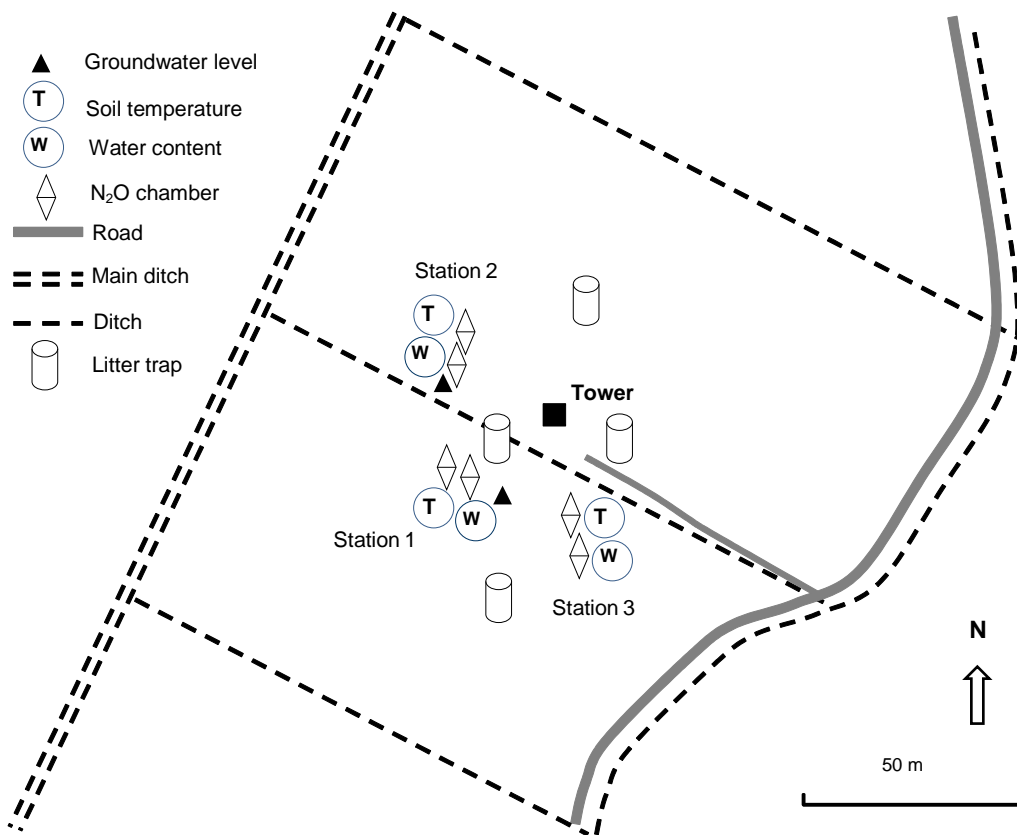 Groundwater level
T
Soil temperature
W
Water content
N₂O chamber
Road
Main ditch
Ditch
Litter trap
Station 2
T
W
Tower
T
W
Station 1
T
W
Station 3
N
50 m